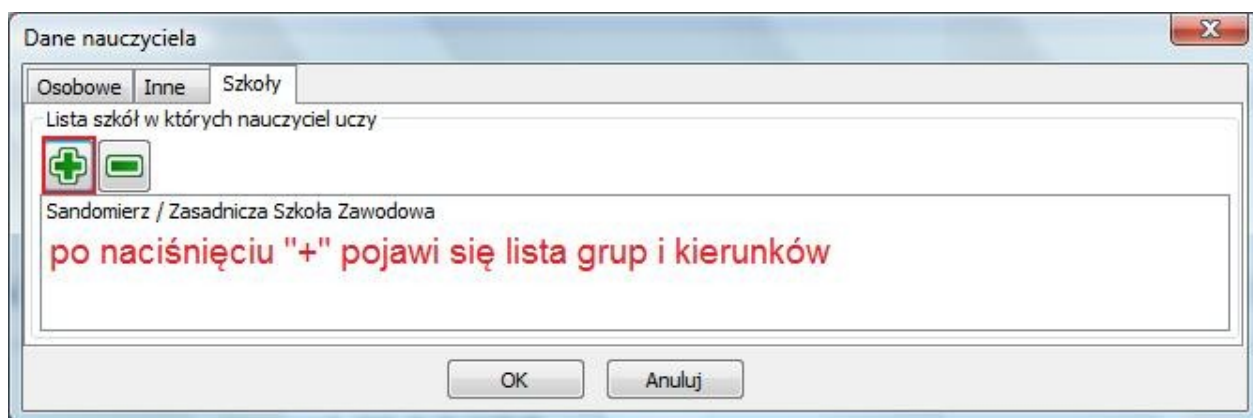 Dane nauczyciela
Osobowe Inne Szkoły
Lista szkół w których nauczyciel uczy
Sandomierz / Zasadnicza Szkoła Zawodowa
po naciśnięciu "+" pojawi się lista grup i kierunków
OK Anuluj